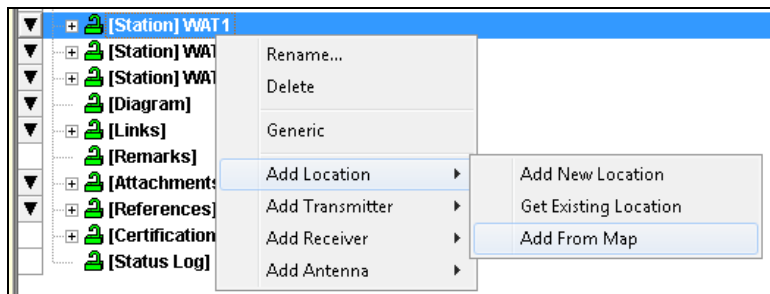 [Station] WAT1
[Station] WAT
[Station] WAT
[Diagram]
[Links]
[Remarks]
[Attachments
[References]
[Certification
[Status Log]
Rename...
Delete
Generic
Add Location
Add Transmitter
Add Receiver
Add Antenna
Add New Location
Get Existing Location
Add From Map